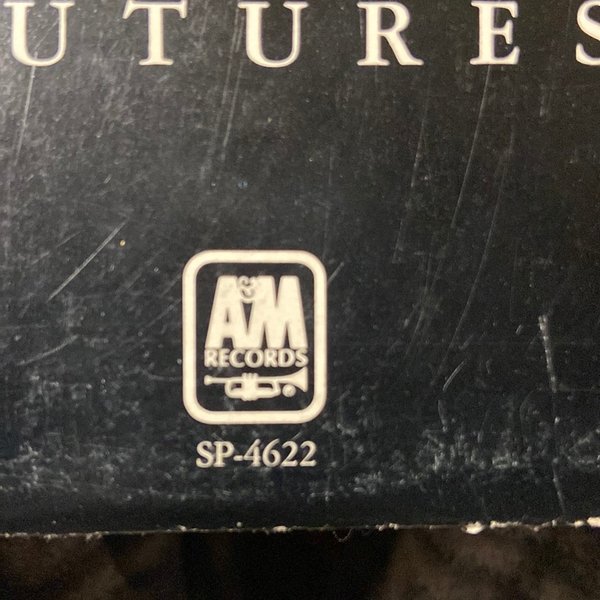 UTURES
A&M
RECORDS
SP-4622